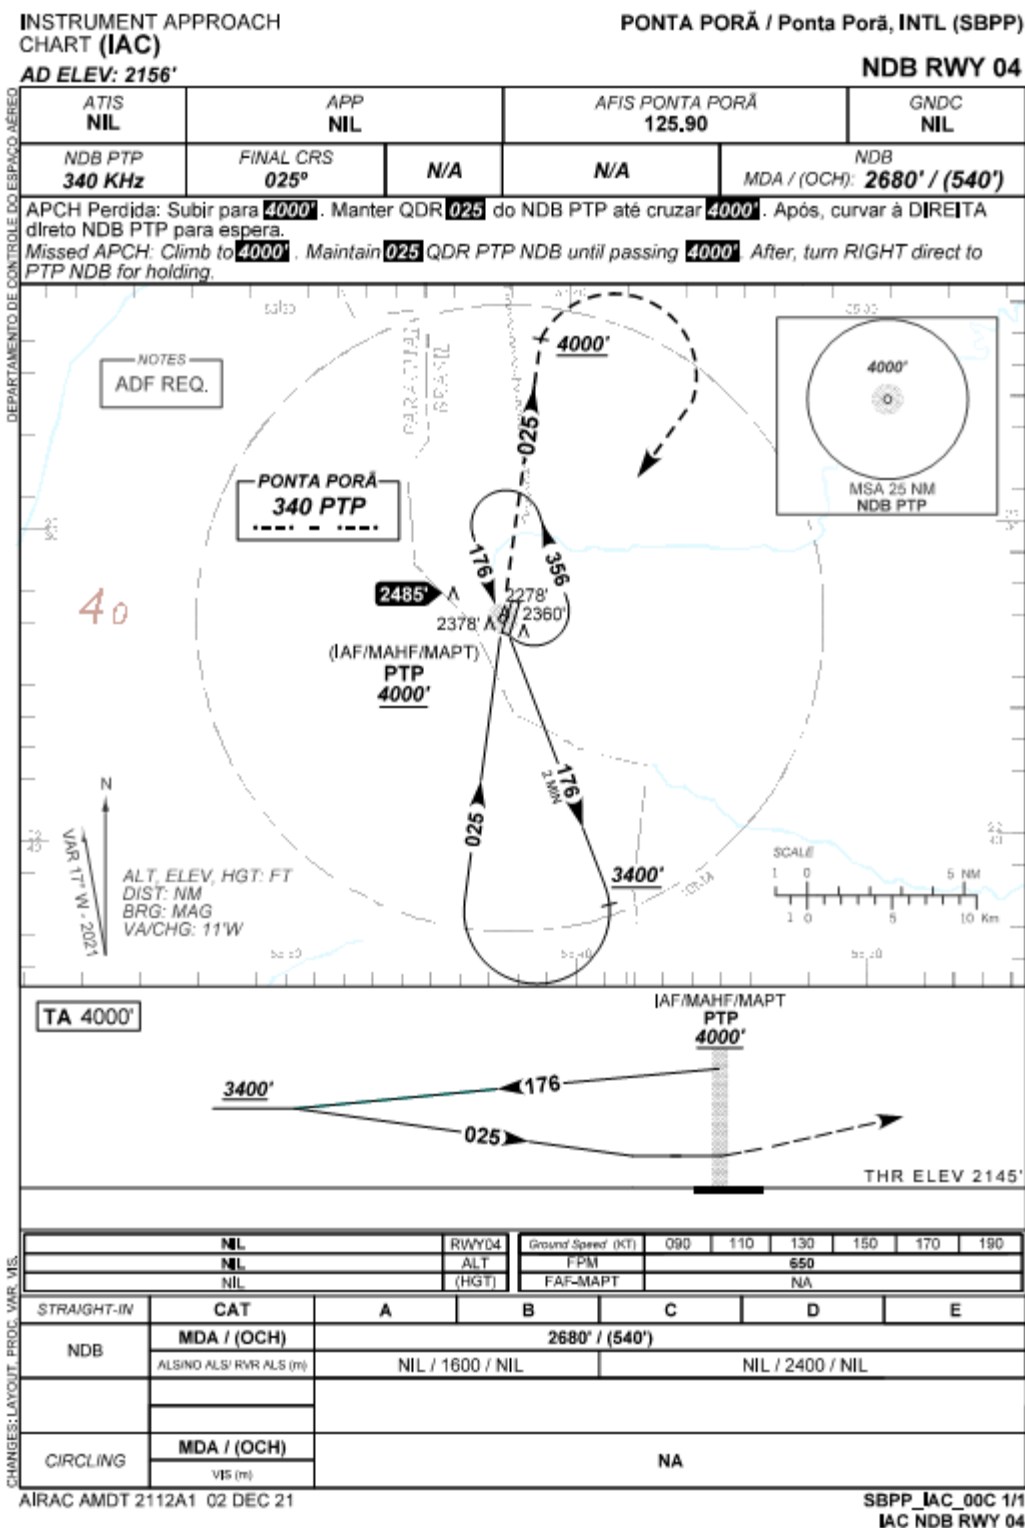 INSTRUMENT APPROACH
CHART (IAC)
AD ELEV: 2156'
PONTA PORÃ / Ponta Porã, INTL (SBPP)
NDB RWY 04
ATIS
NIL
APP
NIL
AFIS PONTA PORÃ
125.90
GNDC
NIL
NDB PTP
340 KHz
FINAL CRS
025º
N/A
N/A
NDB
MDA / (OCH): 2680' / (540')
APCH Perdida: Subir para 4000'. Manter QDR 025 do NDB PTP até cruzar 4000'. Após, curvar à DIREITA
direto NDB PTP para espera.
Missed APCH: Climb to 4000'. Maintain 025 QDR PTP NDB until passing 4000'. After, turn RIGHT direct to
PTP NDB for holding.
DEPARTAMENTO DE CONTROLE DO ESPAÇO AÉREO
NOTES
ADF REQ.
PARAGUAI
BRASIL
4000'
025
4000'
MSA 25 NM
NDB PTP
PONTA PORÃ
340 PTP
176
356
2485'
2278'
2378'
2360'
40
(IAF/MAHF/MAPT)
PTP
4000'
176
2 MIN
025
3400'
N
VAR 17° W - 2021
ALT, ELEV, HGT: FT
DIST: NM
BRG: MAG
VA/CHG: 11'W
SCALE
1 0 5 NM
1 0 5 10 Km
TA 4000'
IAF/MAHF/MAPT
PTP
4000'
3400'
176
025
THR ELEV 2145'
NIL RWY04 Ground Speed (KT) 090 110 130 150 170 190
NIL ALT FPM 650
NIL (HGT) FAF-MAPT NA
STRAIGHT-IN CAT A B C D E
NDB MDA / (OCH) 2680' / (540')
ALS/NO ALS/ RVR ALS (m) NIL / 1600 / NIL NIL / 2400 / NIL
CIRCLING MDA / (OCH) NA
VIS (m)
CHANGES: LAYOUT, PROC, VAR, VIS.
AIRAC AMDT 2112A1 02 DEC 21
SBPP_IAC_00C 1/1
IAC NDB RWY 04